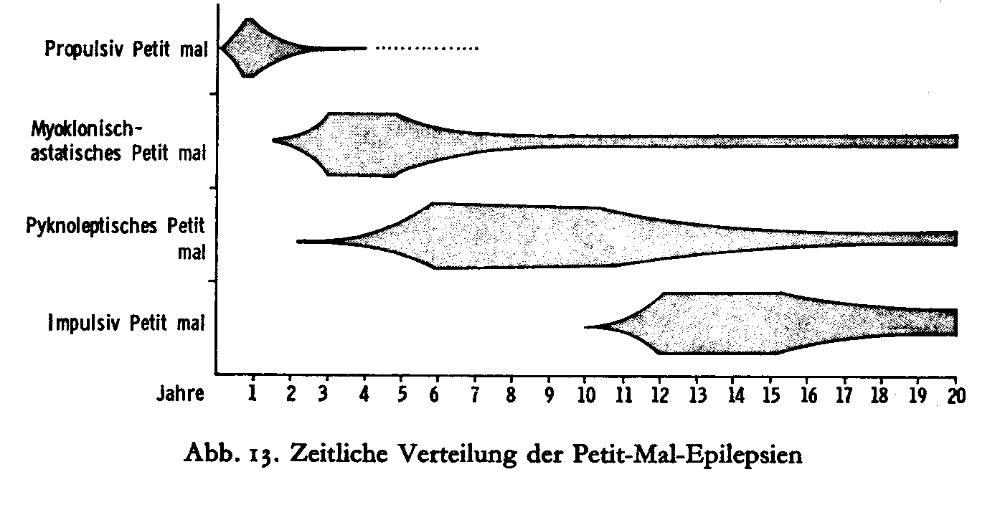 Propulsiv Petit mal
Myoklonisch-
astatisches Petit mal
Pyknoleptisches Petit
mal
Impulsiv Petit mal
Jahre 1 2 3 4 5 6 7 8 9 10 11 12 13 14 15 16 17 18 19 20
Abb. 13. Zeitliche Verteilung der Petit-Mal-Epilepsien